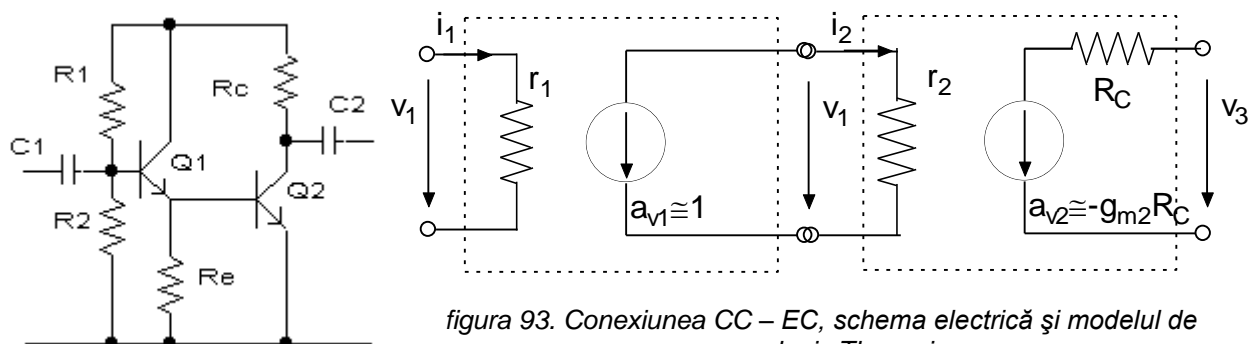 R1
Rc
C2
C1
Q1
Q2
R2
Re
i1
v1
r1
av1≅1
i2
v1
r2
RC
av2≅-gm2RC
v3
figura 93. Conexiunea CC – EC, schema electrică şi modelul de